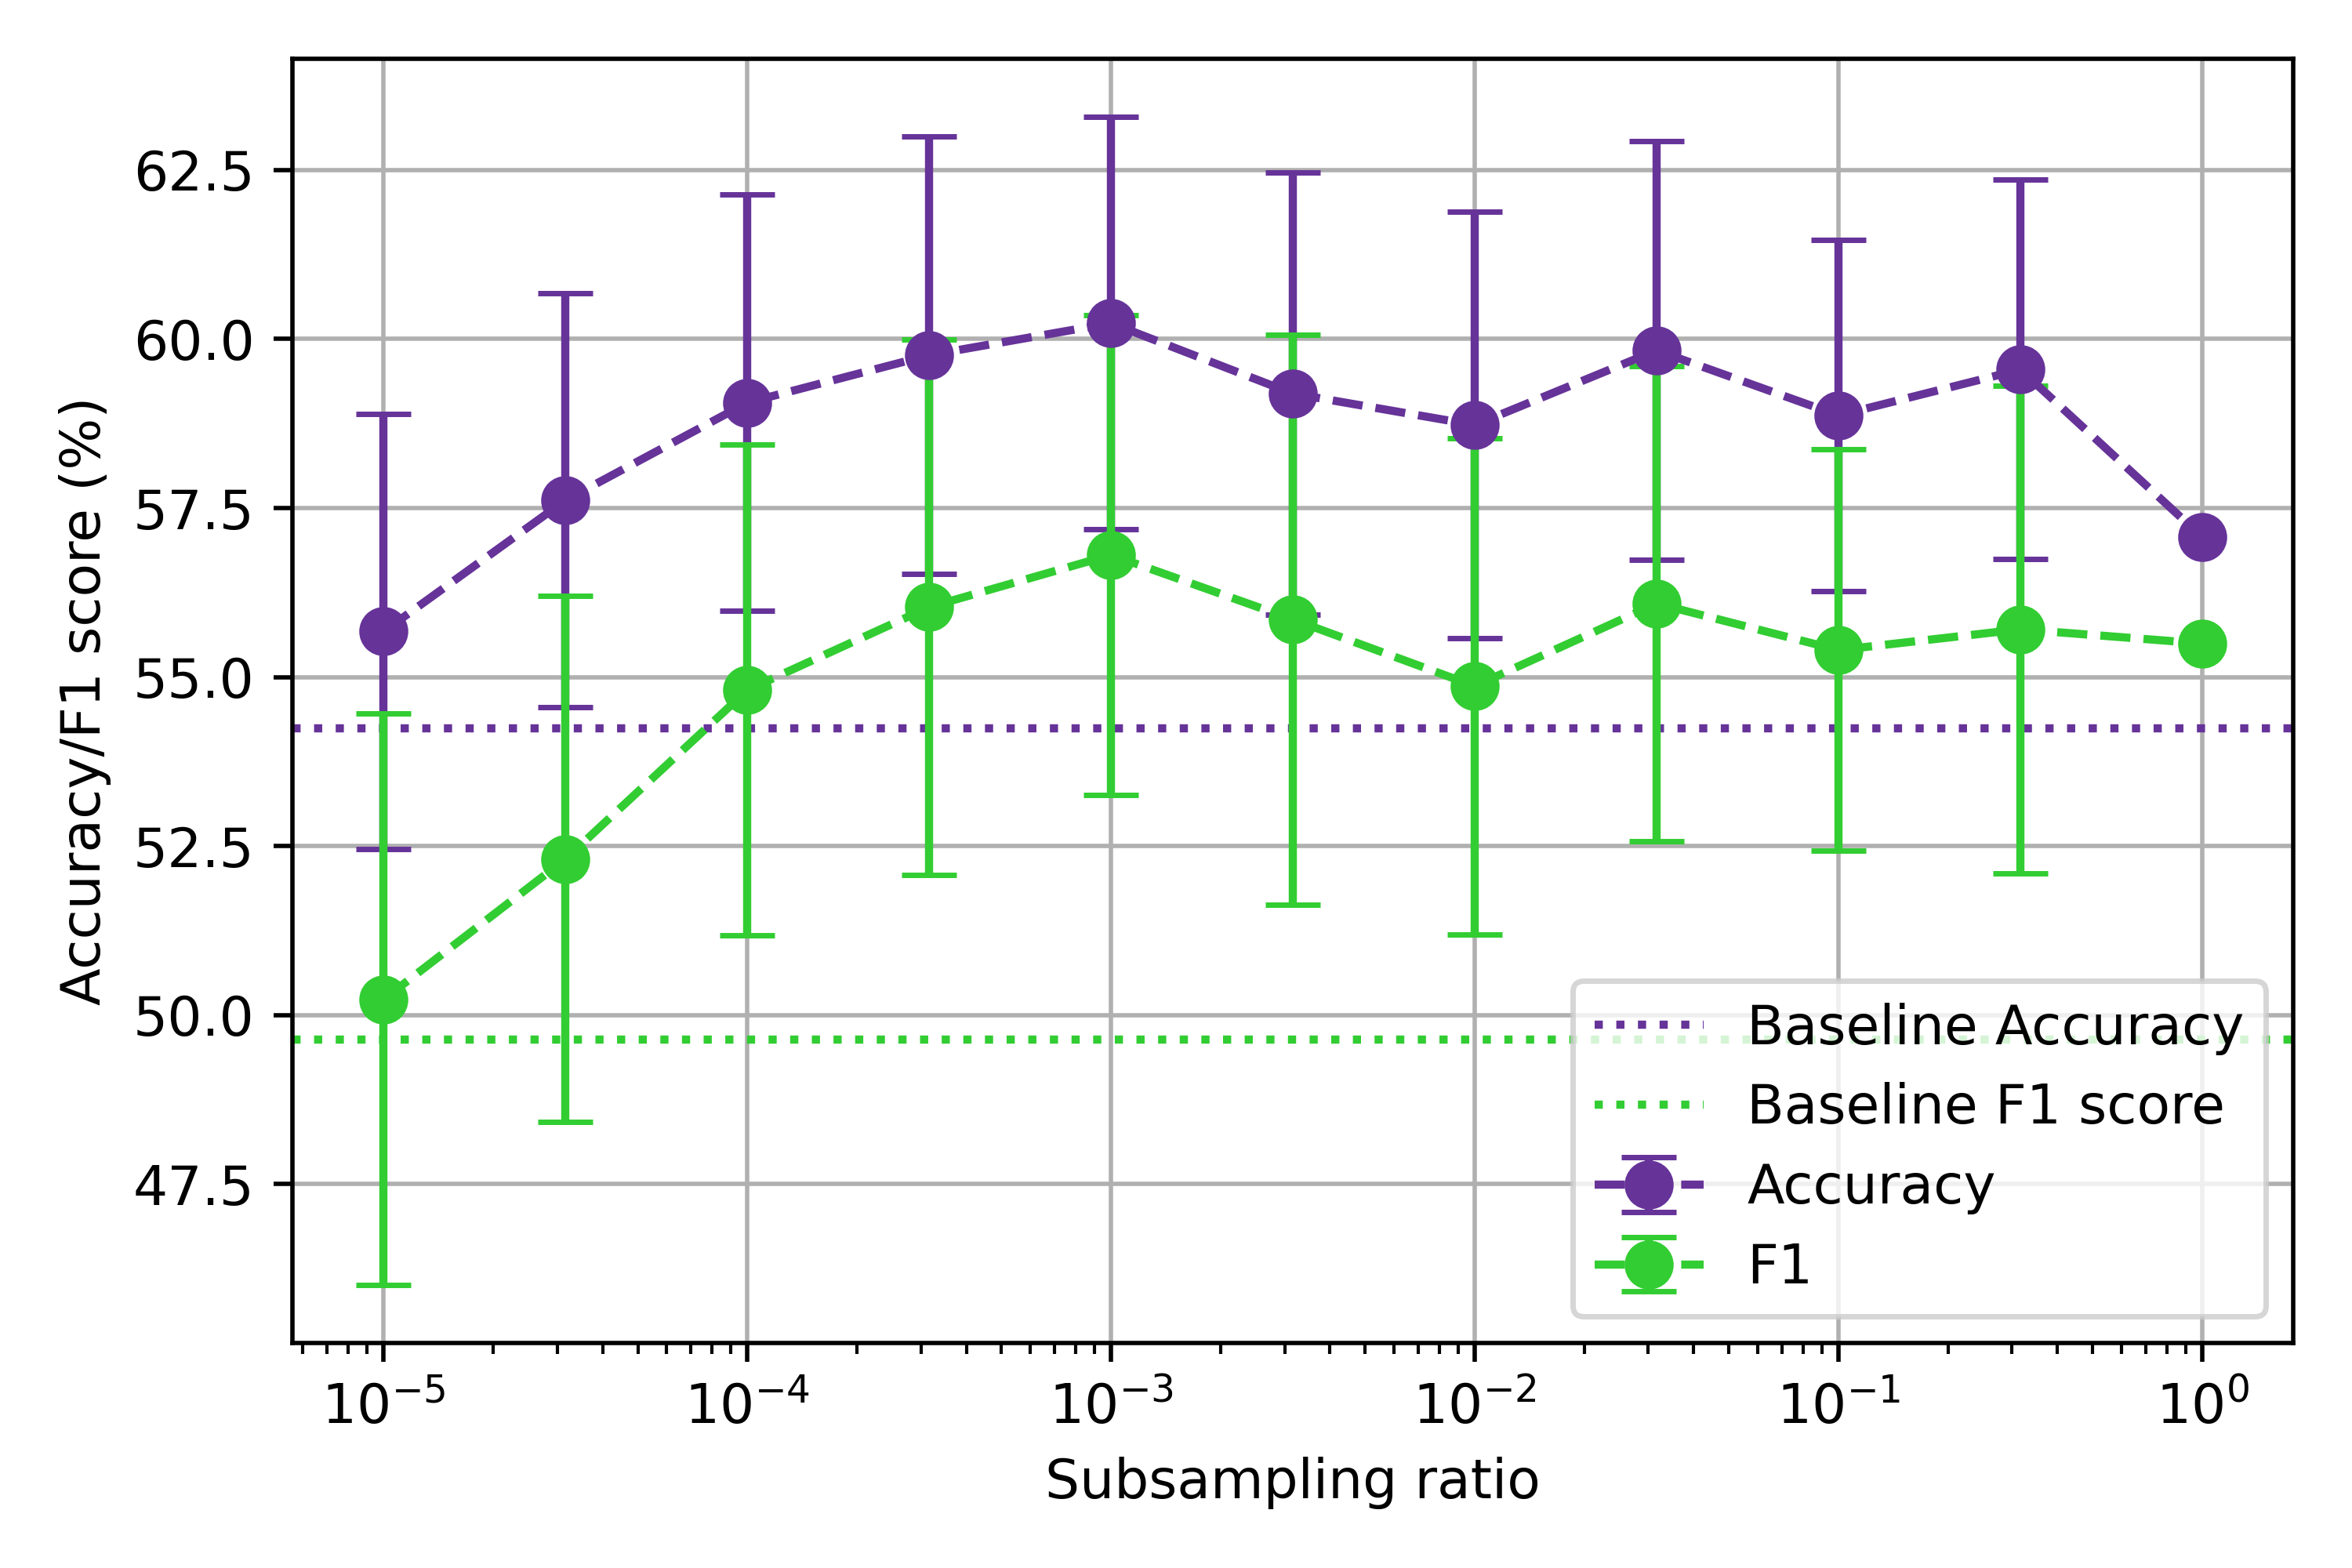 Accuracy/F1 score (%)
62.5
60.0
57.5
55.0
52.5
50.0
47.5
Baseline Accuracy
Baseline F1 score
Accuracy
F1
10⁻⁵ 10⁻⁴ 10⁻³ 10⁻² 10⁻¹ 10⁰
Subsampling ratio